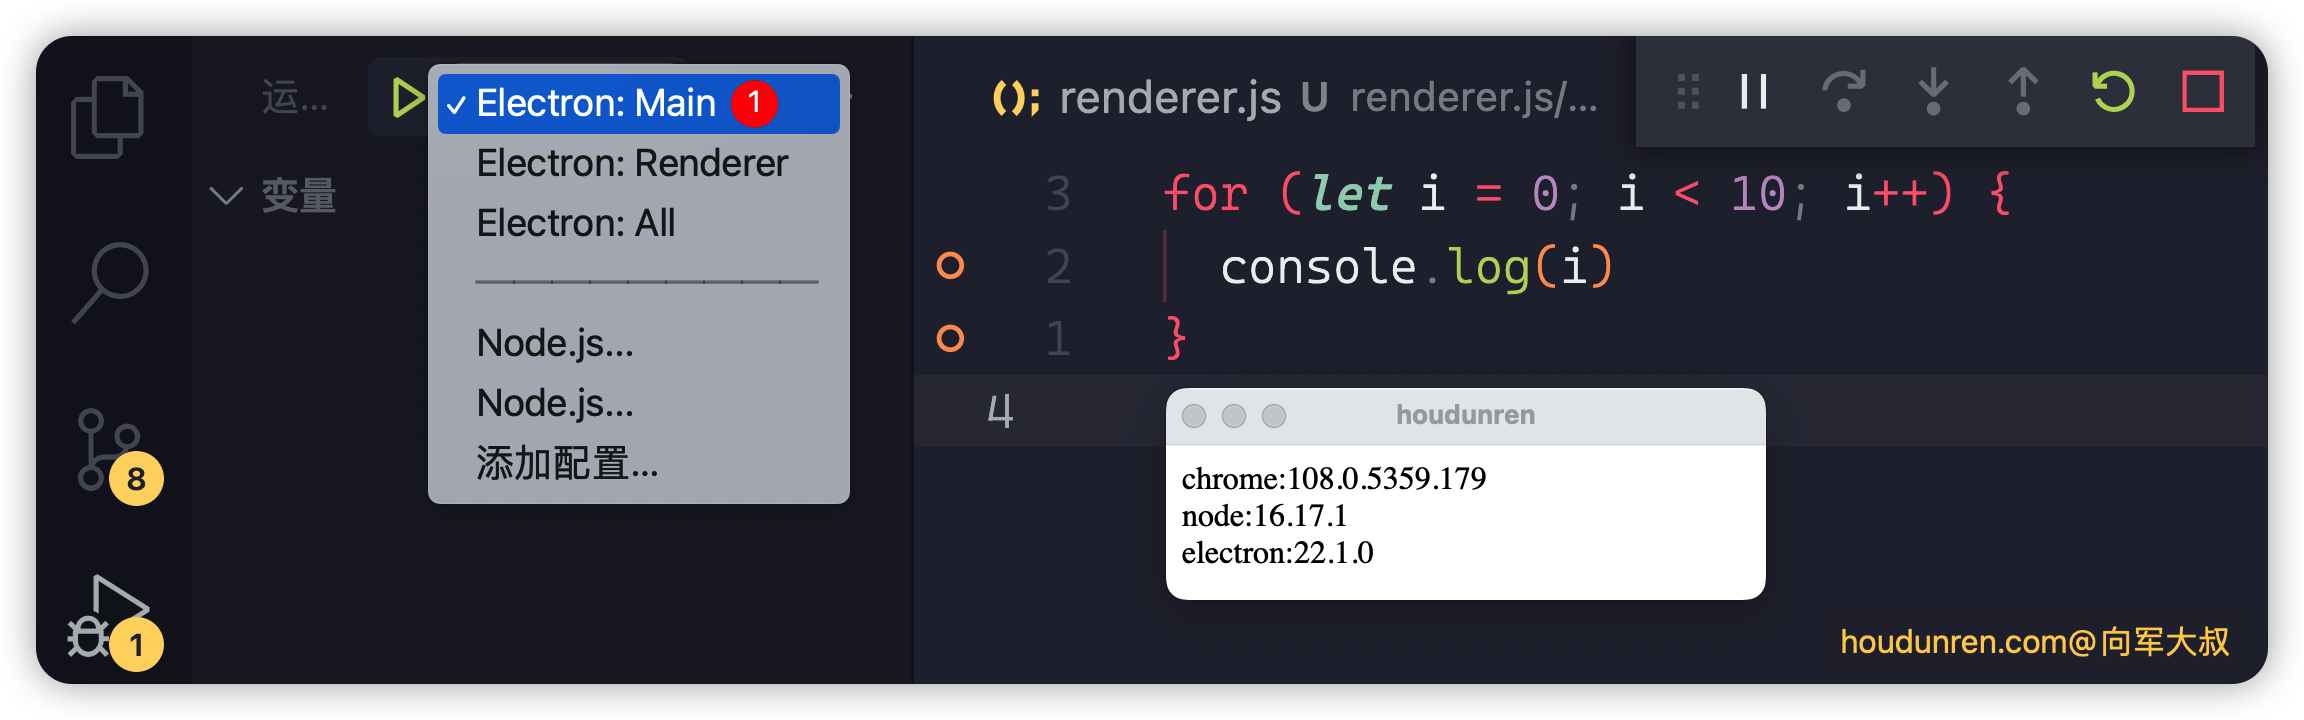 运...
✓ Electron: Main 1
Electron: Renderer
Electron: All
Node.js...
Node.js...
添加配置...
变量
8
1
(); renderer.js U renderer.js/...
3 for (let i = 0; i < 10; i++) {
2 console.log(i)
1 }
4
houdunren
chrome:108.0.5359.179
node:16.17.1
electron:22.1.0
houdunren.com@向军大叔